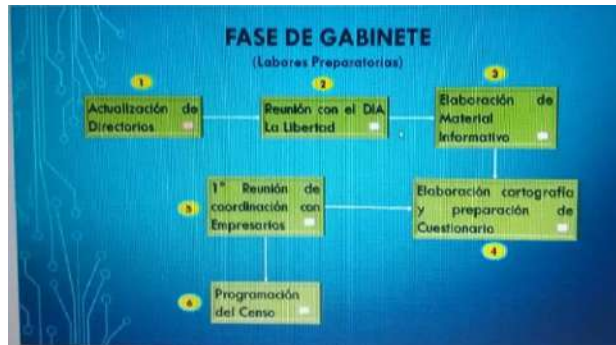 FASE DE GABINETE
(Labores Preparatorias)
1
Actualización de
Directorios
2
Reunión con el DIA
La Libertad
3
Elaboración de
Material
Informativo
Elaboración cartografía
y preparación de
Cuestionario
4
1° Reunión de
coordinación con
Empresarios
5
Programación
del Censo
6